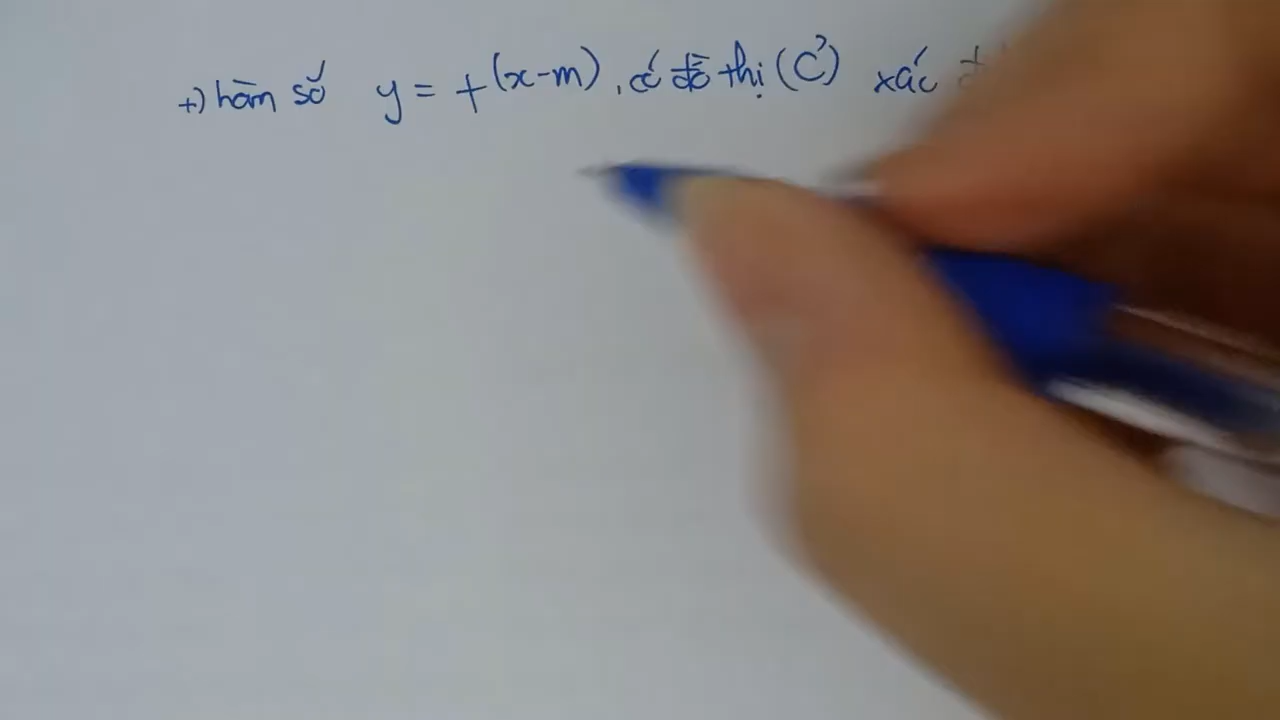 +) hàm số y = f(x-m), có đồ thị (C') xác